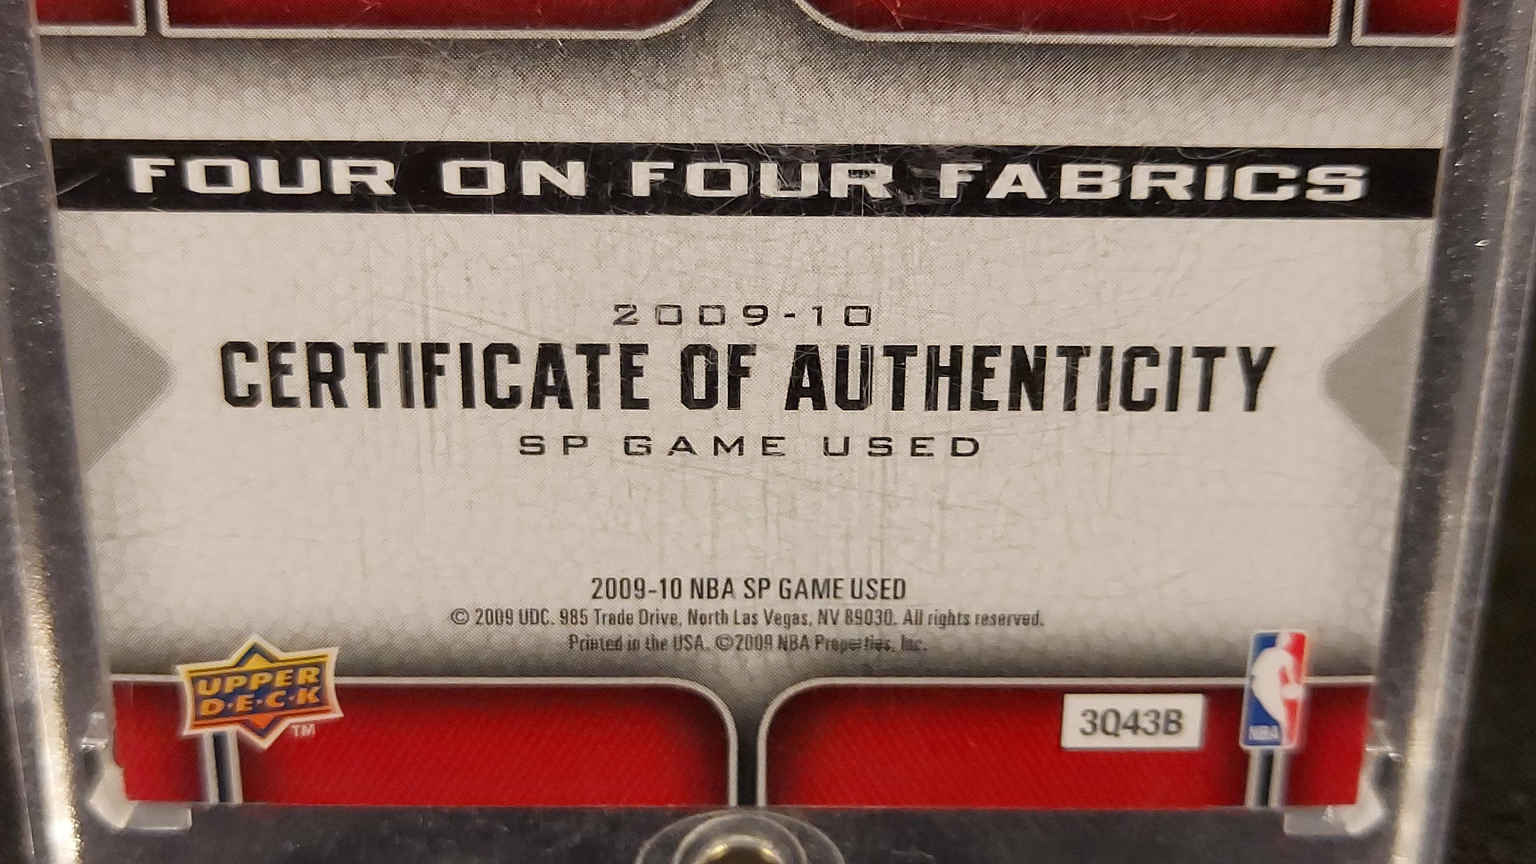 FOUR ON FOUR FABRICS
2009-10
CERTIFICATE OF AUTHENTICITY
SP GAME USED
2009-10 NBA SP GAME USED
© 2009 UDC. 985 Trade Drive, North Las Vegas, NV 89030. All rights reserved.
Printed in the USA. ©2009 NBA Properties, Inc.
UPPER
D·E·C·K
TM
3Q43B
NBA